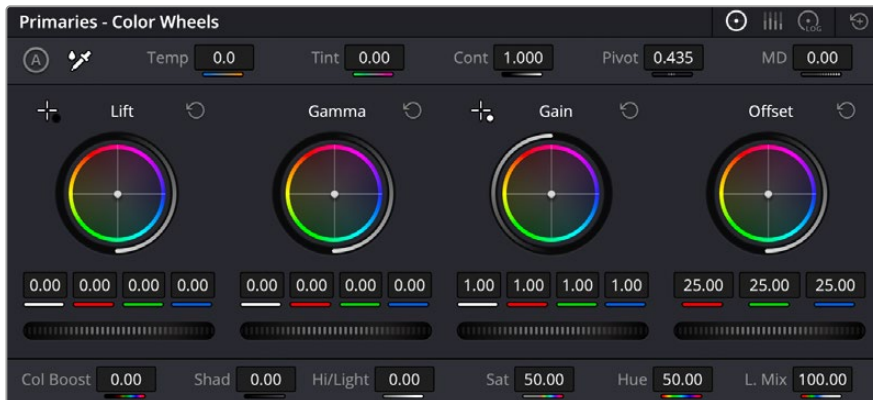 Primaries - Color Wheels
LOG
A Temp 0.0 Tint 0.00 Cont 1.000 Pivot 0.435 MD 0.00
Lift Gamma Gain Offset
0.00 0.00 0.00 0.00 0.00 0.00 0.00 0.00 1.00 1.00 1.00 1.00 25.00 25.00 25.00
Col Boost 0.00 Shad 0.00 Hi/Light 0.00 Sat 50.00 Hue 50.00 L. Mix 100.00